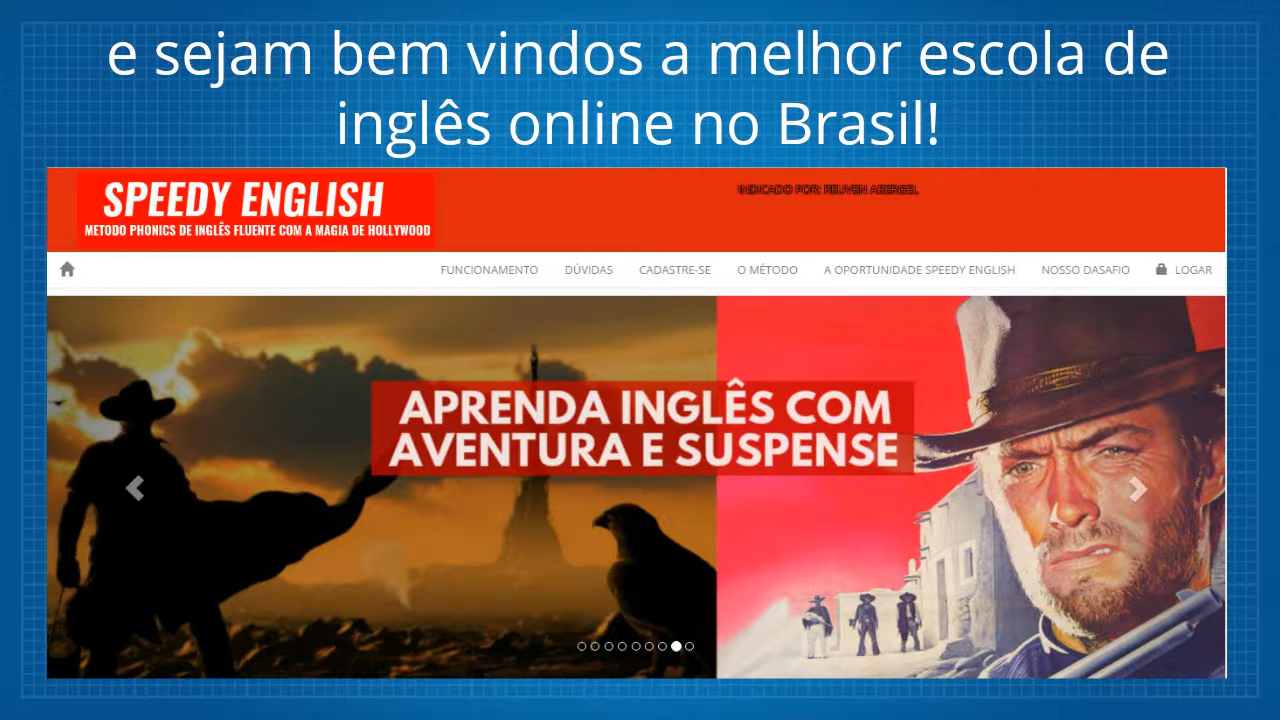 e sejam bem vindos a melhor escola de
inglês online no Brasil!
SPEEDY ENGLISH
METODO PHONICS DE INGLÊS FLUENTE COM A MAGIA DE HOLLYWOOD
INDICADO POR: REUVEN ABERGEL
FUNCIONAMENTO DÚVIDAS CADASTRE-SE O MÉTODO A OPORTUNIDADE SPEEDY ENGLISH NOSSO DASAFIO LOGAR
APRENDA INGLÊS COM
AVENTURA E SUSPENSE